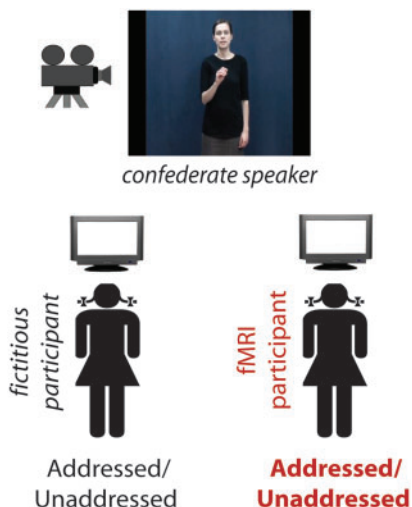 confederate speaker
fictitious
participant
fMRI
participant
Addressed/
Unaddressed
Addressed/
Unaddressed